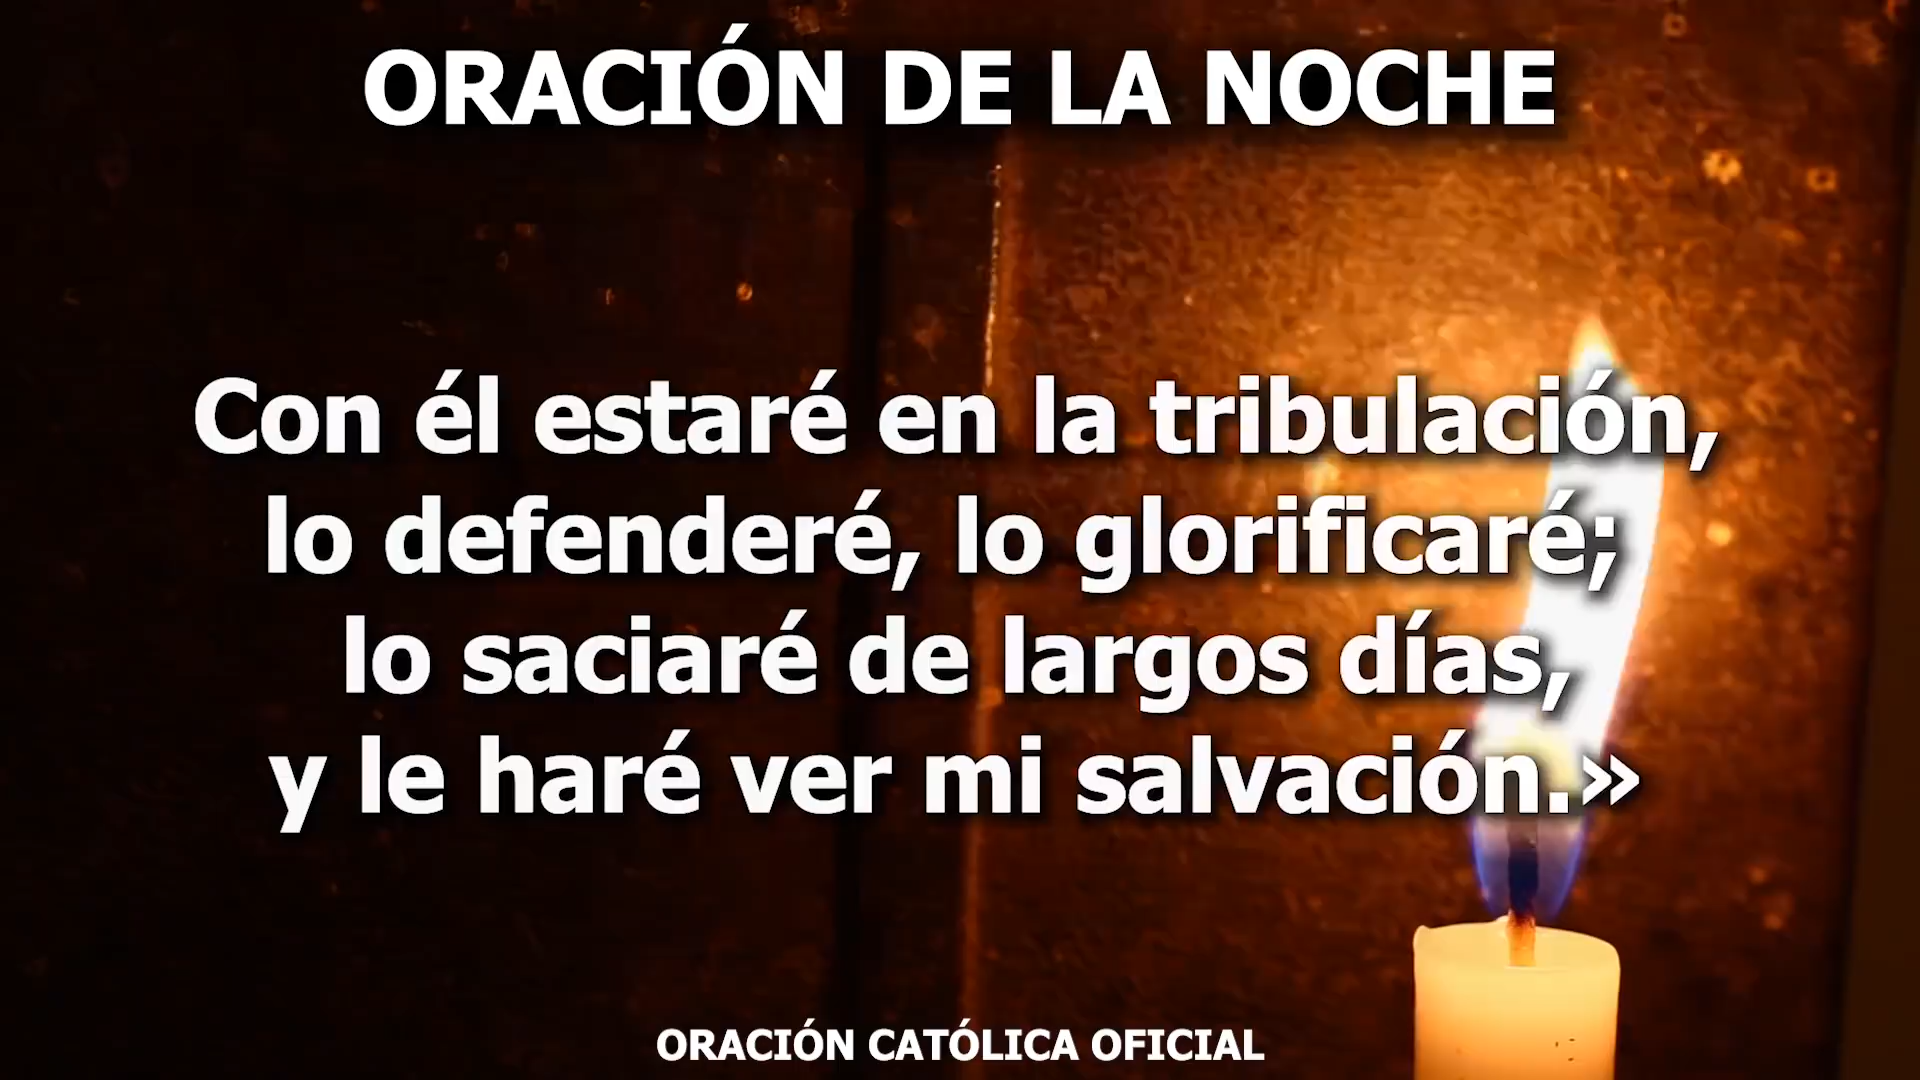 ORACIÓN DE LA NOCHE
Con él estaré en la tribulación,
lo defenderé, lo glorificaré;
lo saciaré de largos días,
y le haré ver mi salvación.»
ORACIÓN CATÓLICA OFICIAL